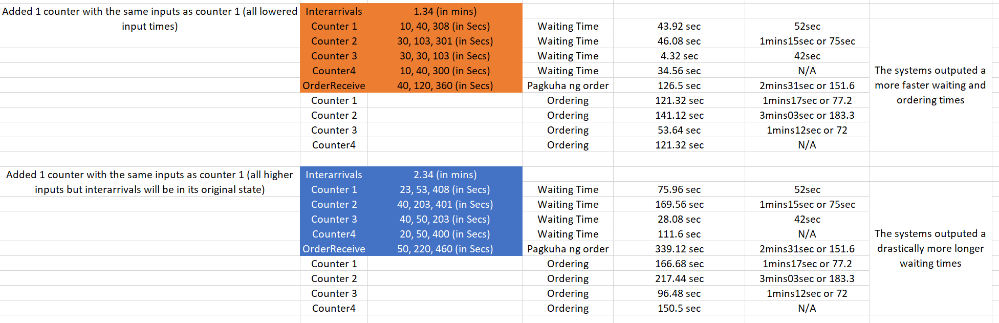 Added 1 counter with the same inputs as counter 1 (all lowered
input times)
Interarrivals 1.34 (in mins)
Counter 1 10, 40, 308 (in Secs) Waiting Time 43.92 sec 52sec
Counter 2 30, 103, 301 (in Secs) Waiting Time 46.08 sec 1mins15sec or 75sec
Counter 3 30, 30, 103 (in Secs) Waiting Time 4.32 sec 42sec
Counter4 10, 40, 300 (in Secs) Waiting Time 34.56 sec N/A
OrderReceive 40, 120, 360 (in Secs) Pagkuha ng order 126.5 sec 2mins31sec or 151.6
Counter 1 Ordering 121.32 sec 1mins17sec or 77.2
Counter 2 Ordering 141.12 sec 3mins03sec or 183.3
Counter 3 Ordering 53.64 sec 1mins12sec or 72
Counter4 Ordering 121.32 sec N/A
The systems outputed a
more faster waiting and
ordering times
Added 1 counter with the same inputs as counter 1 (all higher
inputs but interarrivals will be in its original state)
Interarrivals 2.34 (in mins)
Counter 1 23, 53, 408 (in Secs) Waiting Time 75.96 sec 52sec
Counter 2 40, 203, 401 (in Secs) Waiting Time 169.56 sec 1mins15sec or 75sec
Counter 3 40, 50, 203 (in Secs) Waiting Time 28.08 sec 42sec
Counter4 20, 50, 400 (in Secs) Waiting Time 111.6 sec N/A
OrderReceive 50, 220, 460 (in Secs) Pagkuha ng order 339.12 sec 2mins31sec or 151.6
Counter 1 Ordering 166.68 sec 1mins17sec or 77.2
Counter 2 Ordering 217.44 sec 3mins03sec or 183.3
Counter 3 Ordering 96.48 sec 1mins12sec or 72
Counter4 Ordering 150.5 sec N/A
The systems outputed a
drastically more longer
waiting times